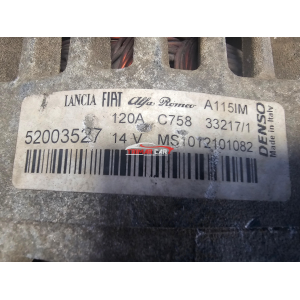 LANCIA FIAT Alfa Romeo A115IM
120A C758 33217/1
52003527 14 V MS1012101082
DENSO
Made in Italy